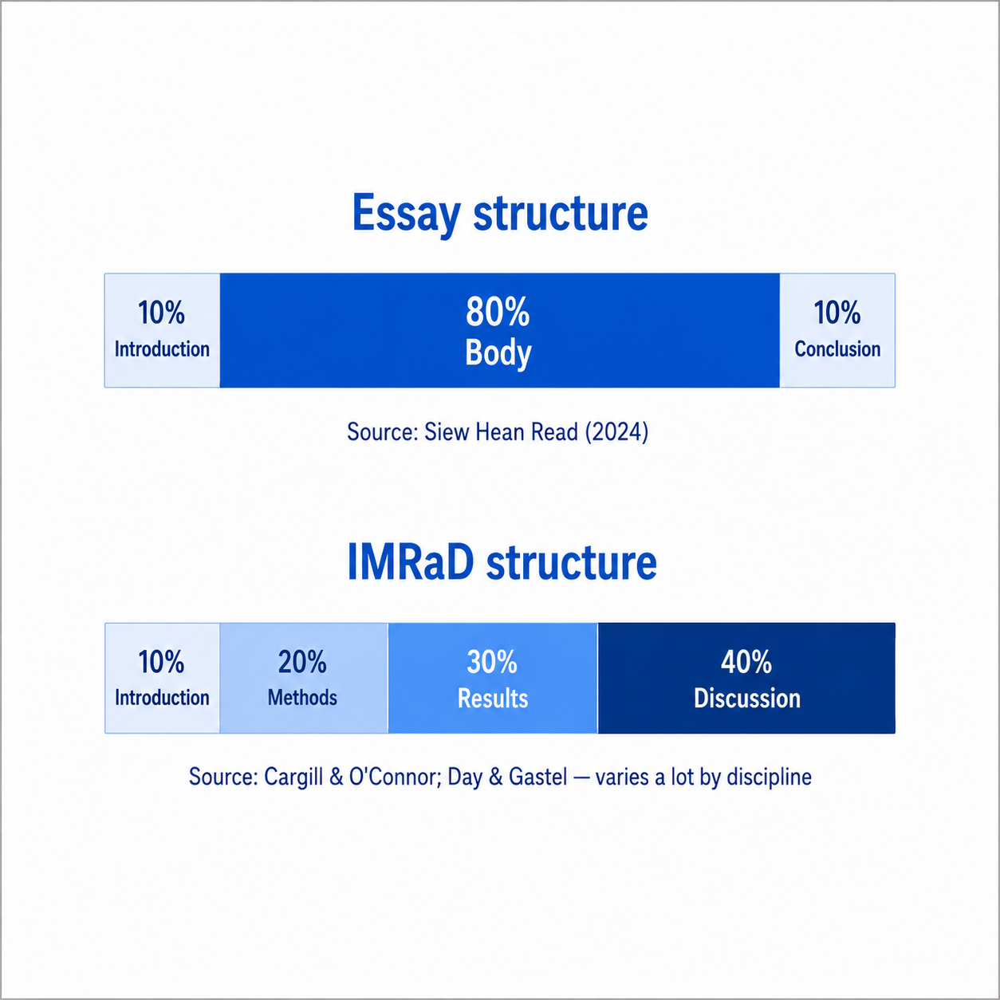 Essay structure
10%
Introduction
80%
Body
10%
Conclusion
Source: Siew Hean Read (2024)
IMRaD structure
10%
Introduction
20%
Methods
30%
Results
40%
Discussion
Source: Cargill & O'Connor; Day & Gastel — varies a lot by discipline